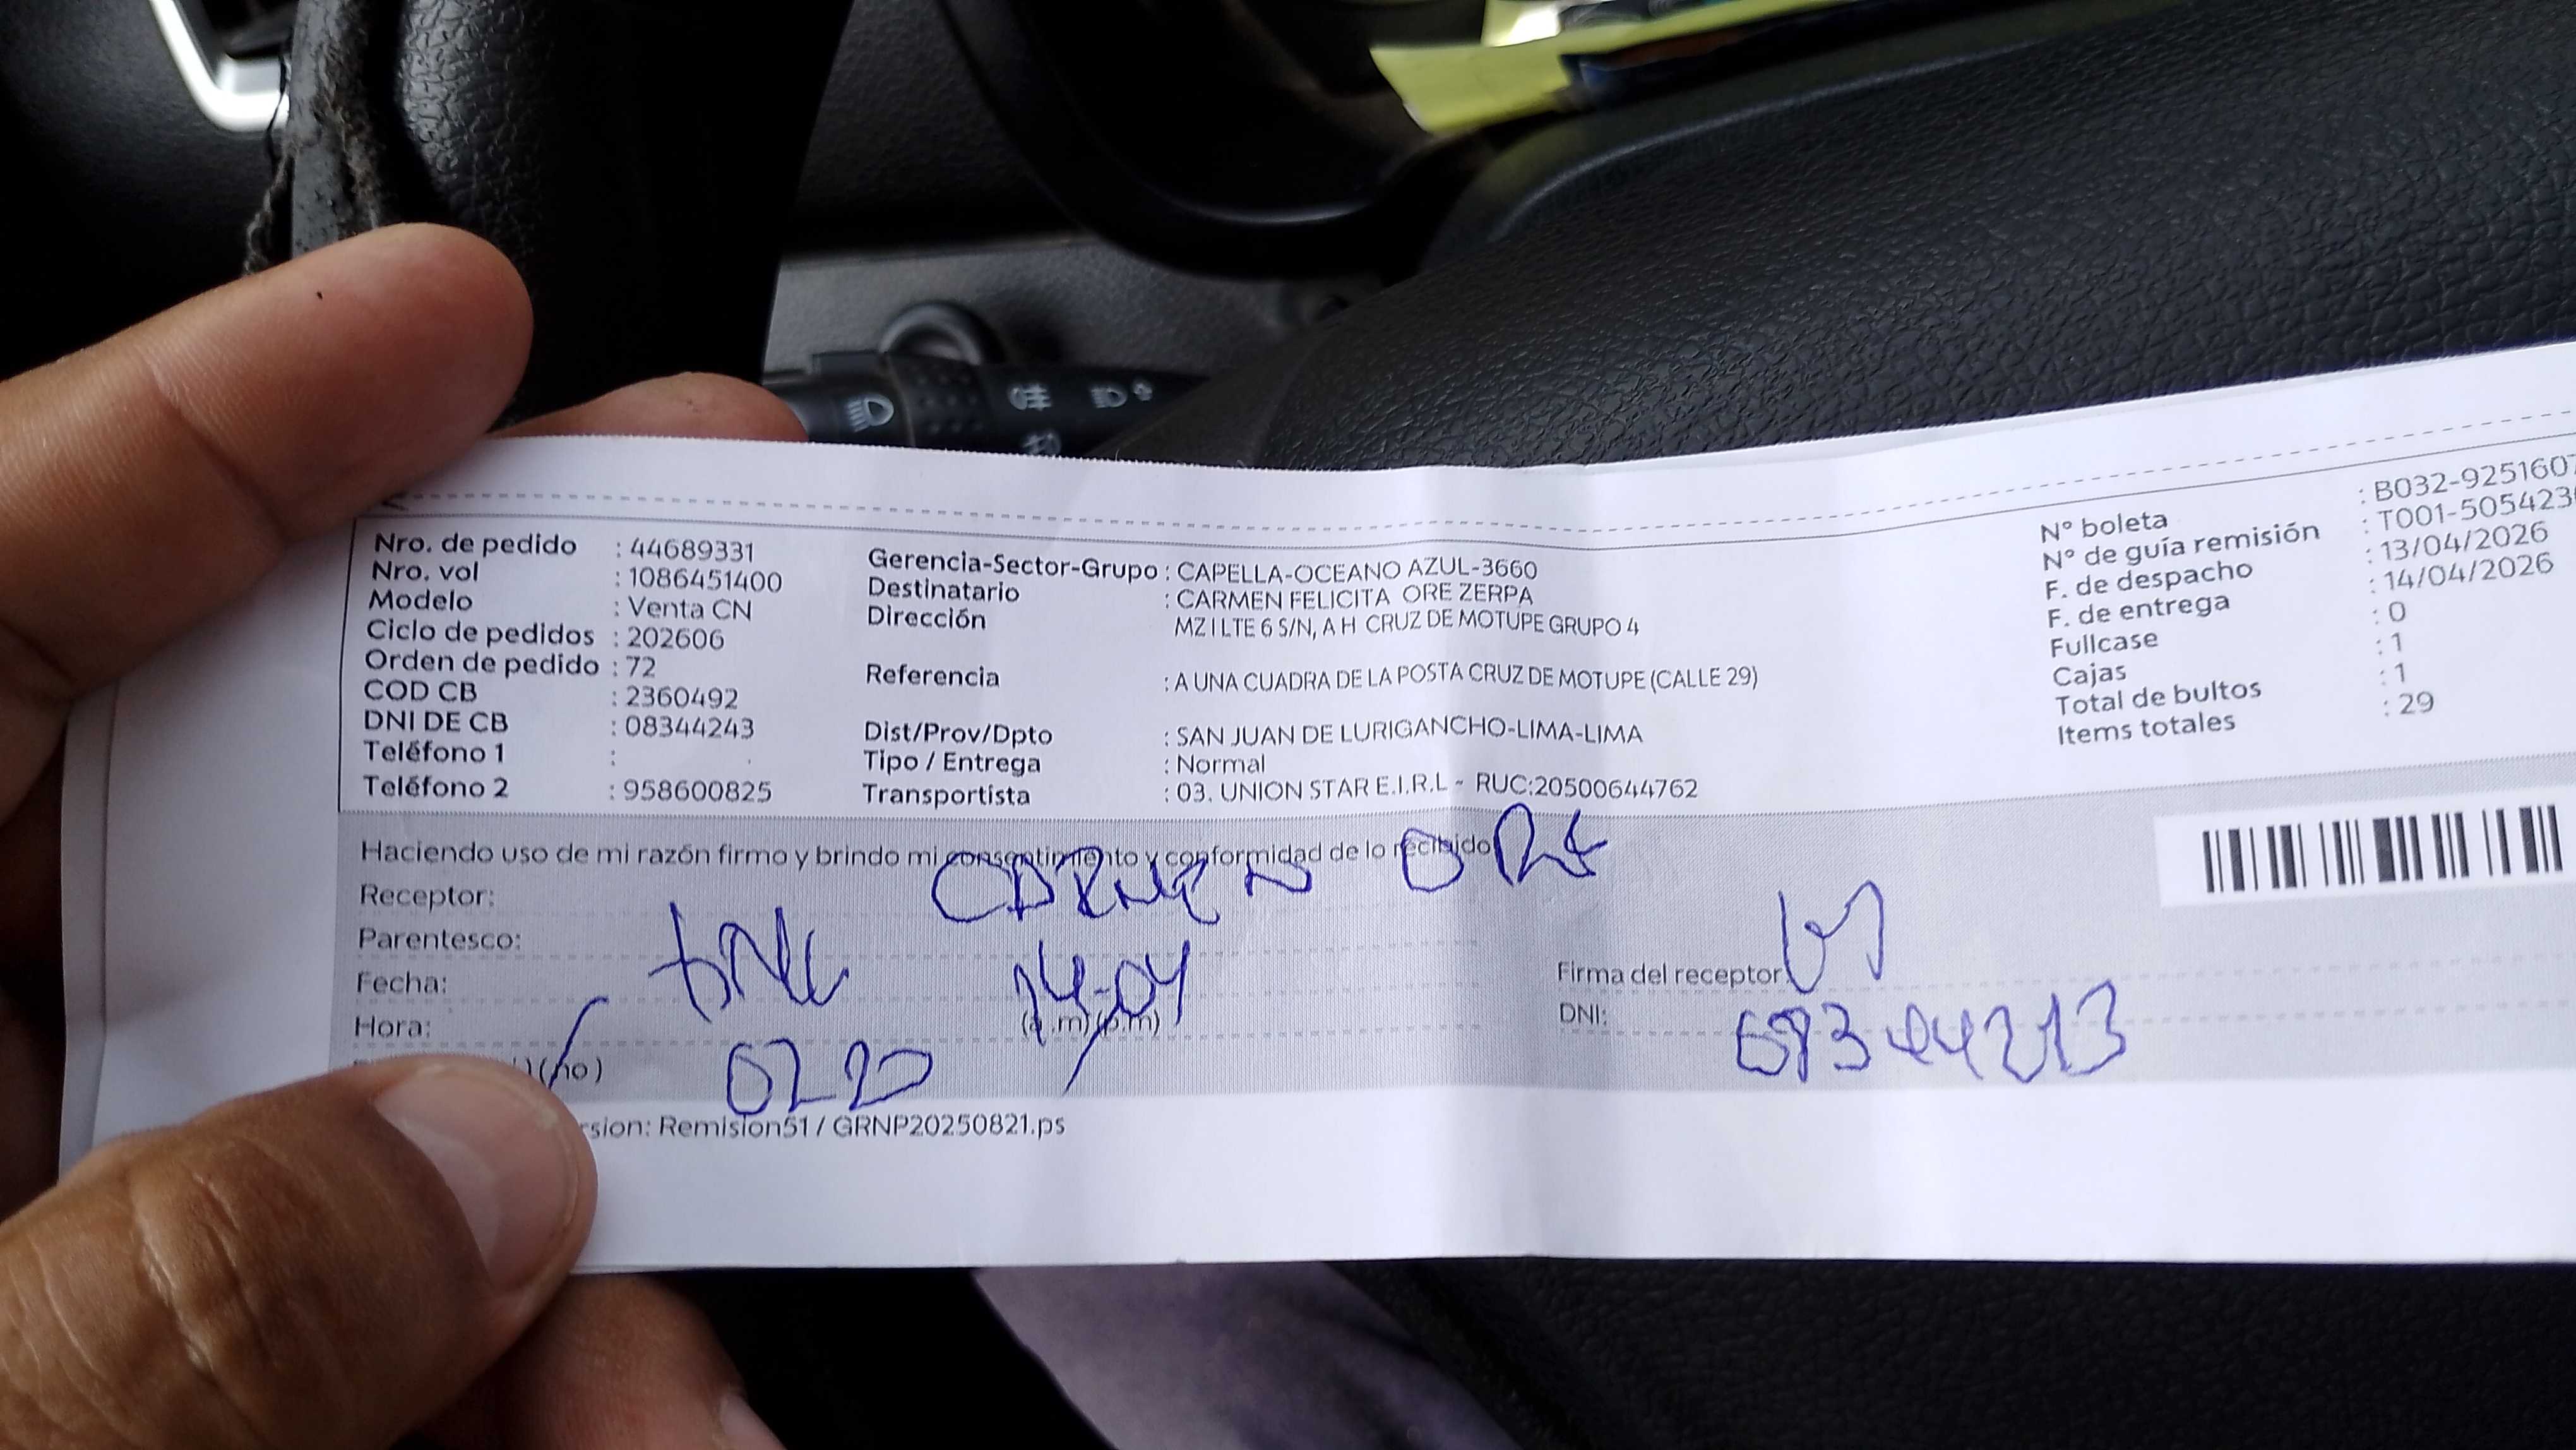 Nro. de pedido : 44689331
Nro. vol : 1086451400
Modelo : Venta CN
Ciclo de pedidos : 202606
Orden de pedido : 72
COD CB : 2360492
DNI DE CB : 08344243
Teléfono 1 :
Teléfono 2 : 958600825
Gerencia-Sector-Grupo : CAPELLA-OCEANO AZUL-3660
Destinatario : CARMEN FELICITA ORE ZERPA
Dirección MZ I LTE 6 S/N, A H CRUZ DE MOTUPE GRUPO 4
Referencia : A UNA CUADRA DE LA POSTA CRUZ DE MOTUPE (CALLE 29)
Dist/Prov/Dpto : SAN JUAN DE LURIGANCHO-LIMA-LIMA
Tipo / Entrega : Normal
Transportista : 03. UNION STAR E.I.R.L - RUC:20500644762
N° boleta : B032-925160
N° de guía remisión : T001-505423
F. de despacho : 13/04/2026
F. de entrega : 14/04/2026
Fullcase : 0
Cajas : 1
Total de bultos : 1
Items totales : 29
Haciendo uso de mi razón firmo y brindo mi consentimiento y conformidad de lo recibido
Receptor: CARMEN ORE
Parentesco:
Fecha: 14-04
Hora: (a.m) (p.m)
(no)
Firma del receptor
DNI:
sion: Remision51 / GRNP20250821.ps